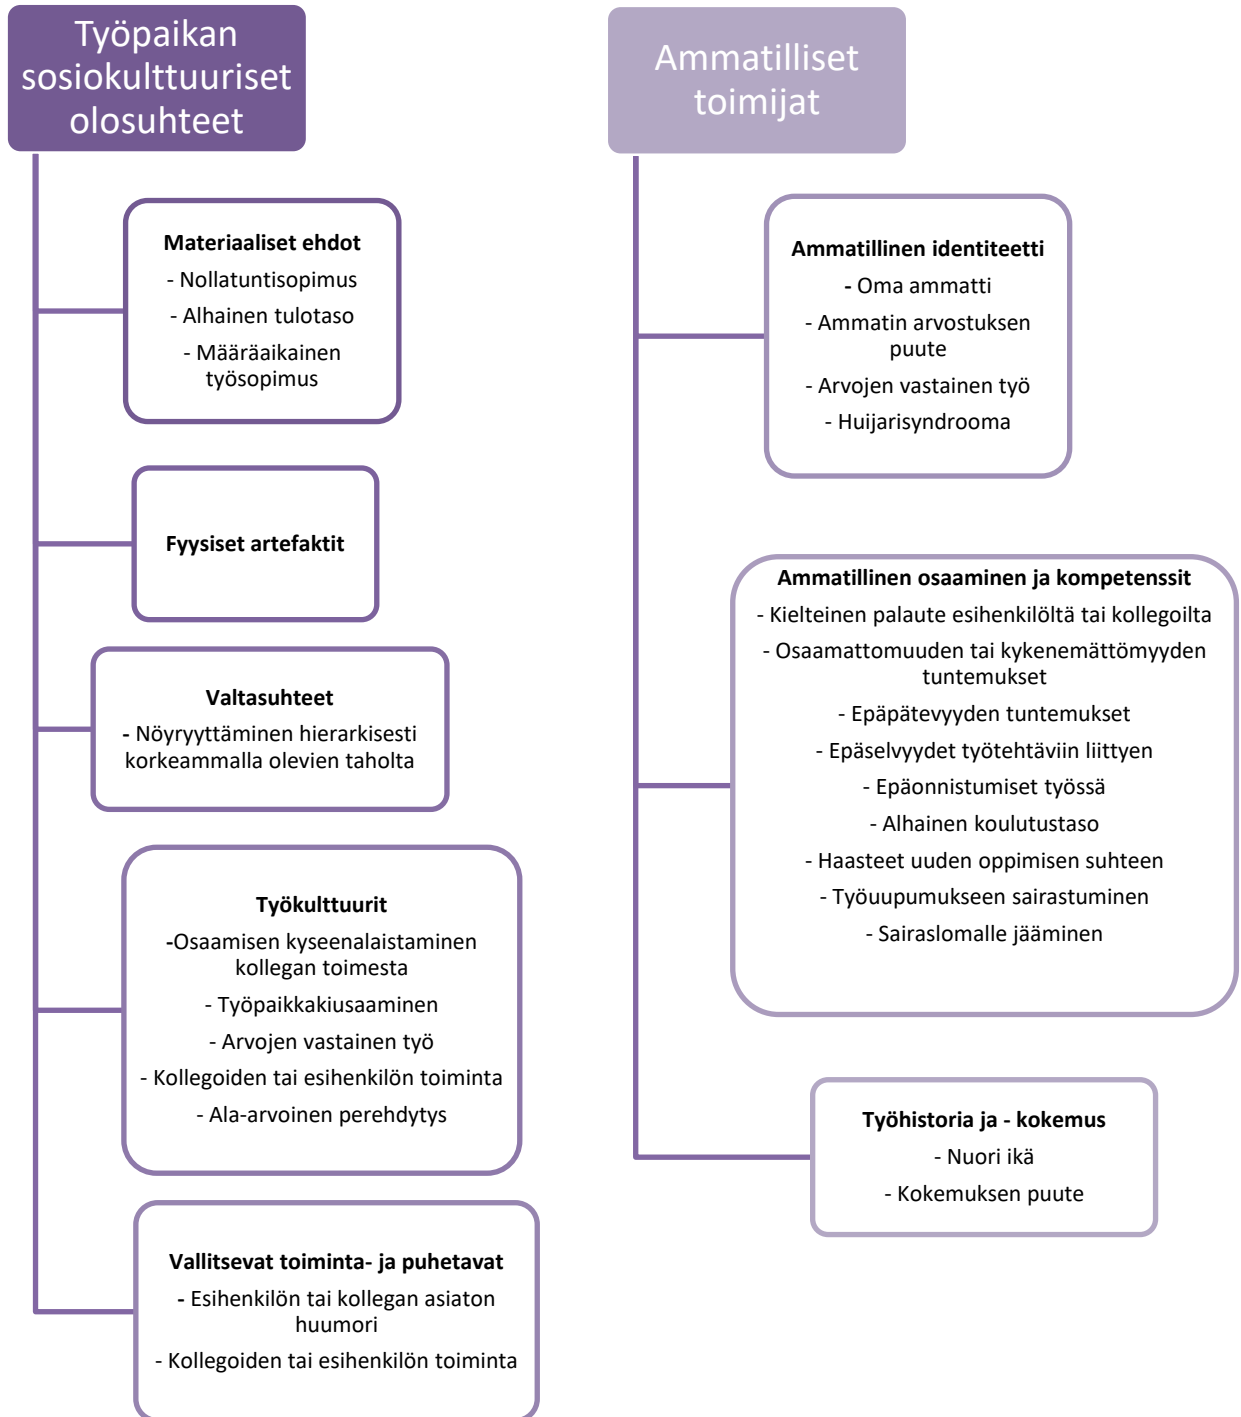 Työpaikan
sosiokulttuuriset
olosuhteet
Materiaaliset ehdot
- Nollatuntisopimus
- Alhainen tulotaso
- Määräaikainen
työsopimus
Fyysiset artefaktit
Valtasuhteet
- Nöyryyttäminen hierarkisesti
korkeammalla olevien taholta
Työkulttuurit
-Osaamisen kyseenalaistaminen
kollegan toimesta
- Työpaikkakiusaaminen
- Arvojen vastainen työ
- Kollegoiden tai esihenkilön toiminta
- Ala-arvoinen perehdytys
Vallitsevat toiminta- ja puhetavat
- Esihenkilön tai kollegan asiaton
huumori
- Kollegoiden tai esihenkilön toiminta
Ammatilliset
toimijat
Ammatillinen identiteetti
- Oma ammatti
- Ammatin arvostuksen
puute
- Arvojen vastainen työ
- Huijarisyndrooma
Ammatillinen osaaminen ja kompetenssit
- Kielteinen palaute esihenkilöltä tai kollegoilta
- Osaamattomuuden tai kykenemättömyyden
tuntemukset
- Epäpätevyyden tuntemukset
- Epäselvyydet työtehtäviin liittyen
- Epäonnistumiset työssä
- Alhainen koulutustaso
- Haasteet uuden oppimisen suhteen
- Työuupumukseen sairastuminen
- Sairaslomalle jääminen
Työhistoria ja - kokemus
- Nuori ikä
- Kokemuksen puute